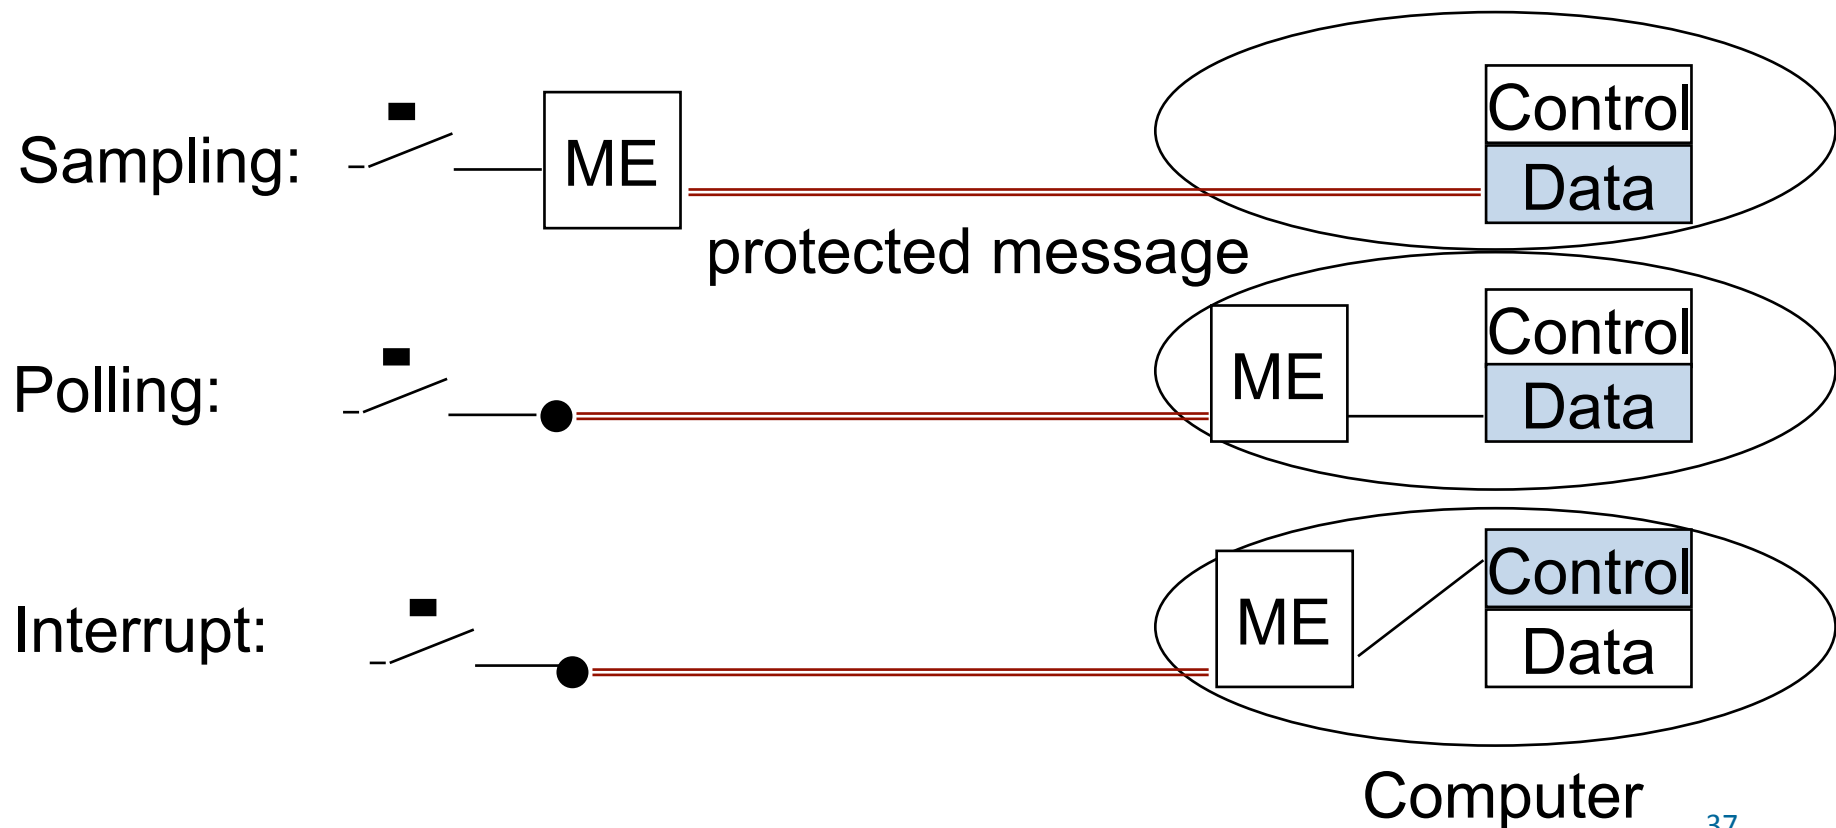 Sampling:
ME
Control
Data
protected message
Polling:
ME
Control
Data
Interrupt:
ME
Control
Data
Computer
37